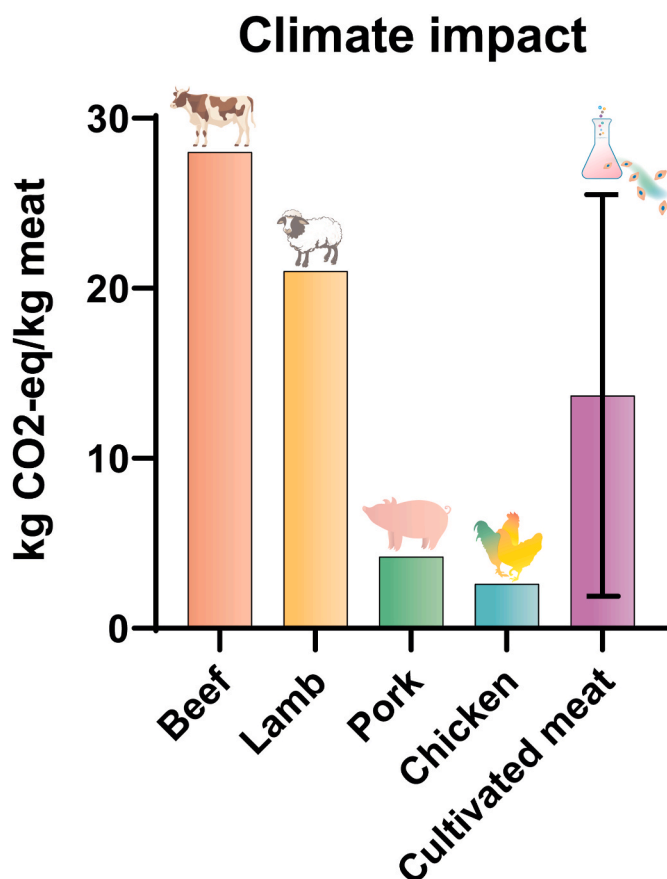 Climate impact
kg CO2-eq/kg meat
30
20
10
0
Beef
Lamb
Pork
Chicken
Cultivated meat